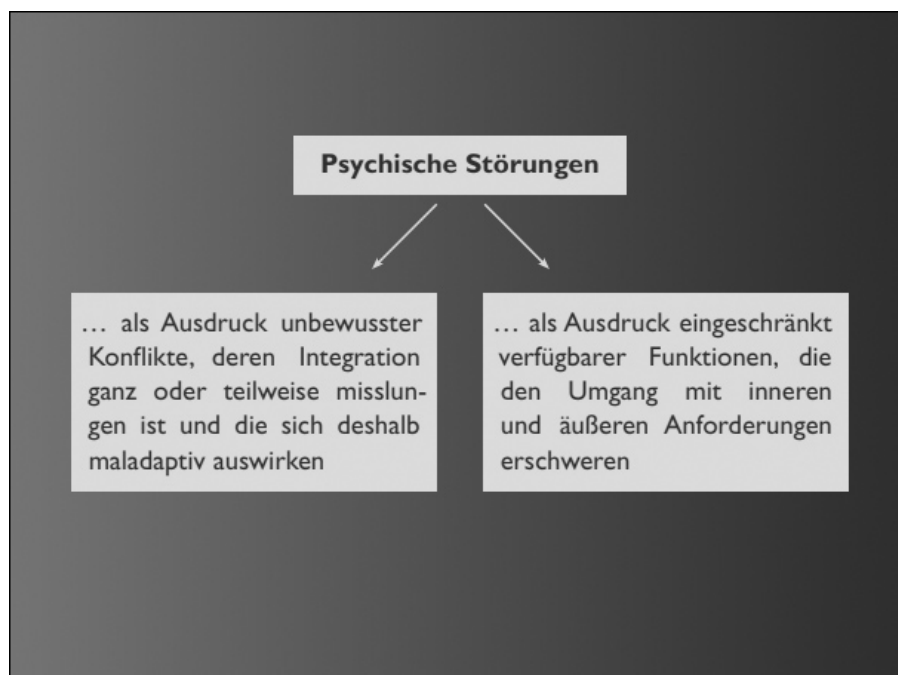 Psychische Störungen
… als Ausdruck unbewusster
Konflikte, deren Integration
ganz oder teilweise misslun-
gen ist und die sich deshalb
maladaptiv auswirken
… als Ausdruck eingeschränkt
verfügbarer Funktionen, die
den Umgang mit inneren
und äußeren Anforderungen
erschweren